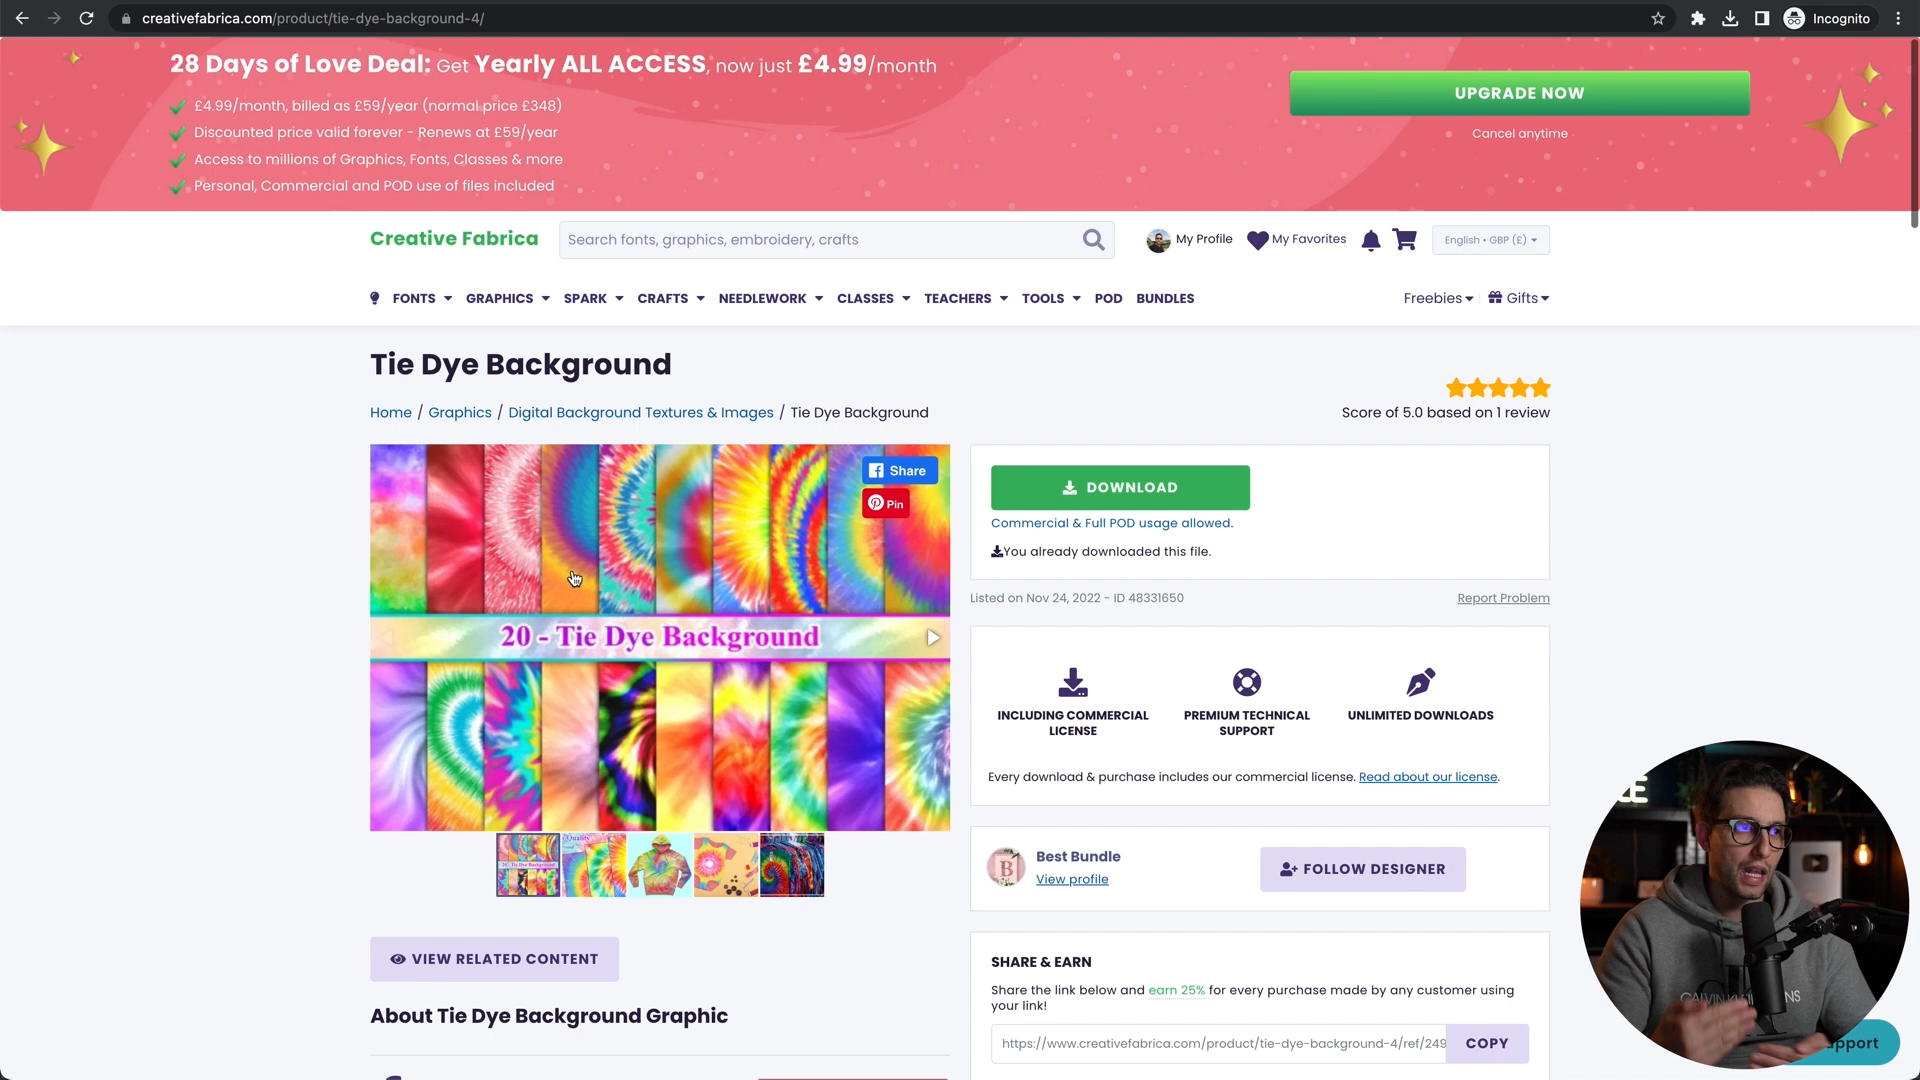 creativefabrica.com/product/tie-dye-background-4/
Incognito
28 Days of Love Deal: Get Yearly ALL ACCESS, now just £4.99/month
£4.99/month, billed as £59/year (normal price £348)
Discounted price valid forever - Renews at £59/year
Access to millions of Graphics, Fonts, Classes & more
Personal, Commercial and POD use of files included
UPGRADE NOW
Cancel anytime
Creative Fabrica
Search fonts, graphics, embroidery, crafts
My Profile
My Favorites
English • GBP (£)
FONTS GRAPHICS SPARK CRAFTS NEEDLEWORK CLASSES TEACHERS TOOLS POD BUNDLES
Freebies
Gifts
Tie Dye Background
Home / Graphics / Digital Background Textures & Images / Tie Dye Background
Score of 5.0 based on 1 review
Share
Pin
20 - Tie Dye Background
DOWNLOAD
Commercial & Full POD usage allowed.
You already downloaded this file.
Listed on Nov 24, 2022 - ID 48331650
Report Problem
INCLUDING COMMERCIAL
LICENSE
PREMIUM TECHNICAL
SUPPORT
UNLIMITED DOWNLOADS
Every download & purchase includes our commercial license. Read about our license.
B
Best Bundle
View profile
FOLLOW DESIGNER
VIEW RELATED CONTENT
About Tie Dye Background Graphic
SHARE & EARN
Share the link below and earn 25% for every purchase made by any customer using
your link!
https://www.creativefabrica.com/product/tie-dye-background-4/ref/249
COPY